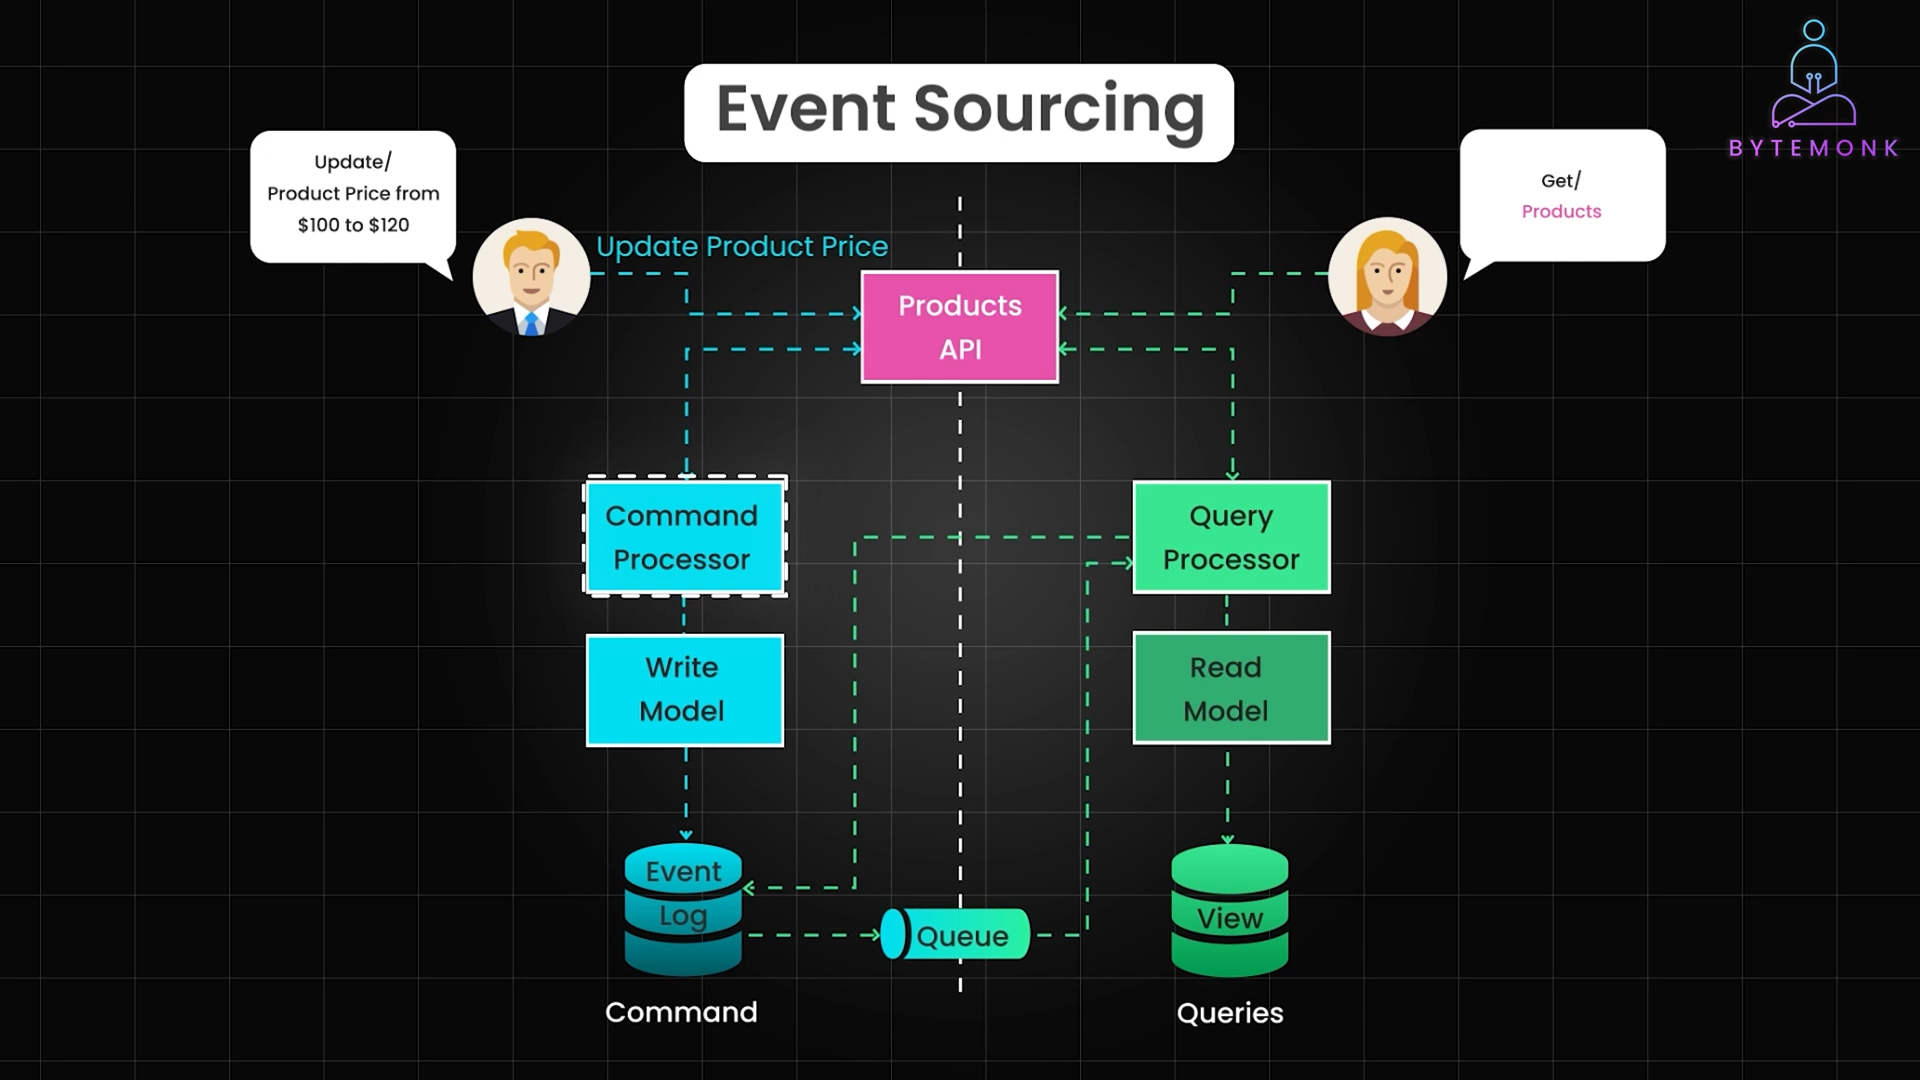 Event Sourcing
BYTEMONK
Update/
Product Price from
$100 to $120
Get/
Products
Update Product Price
Products
API
Command
Processor
Query
Processor
Write
Model
Read
Model
Event
Log
Queue
View
Command
Queries